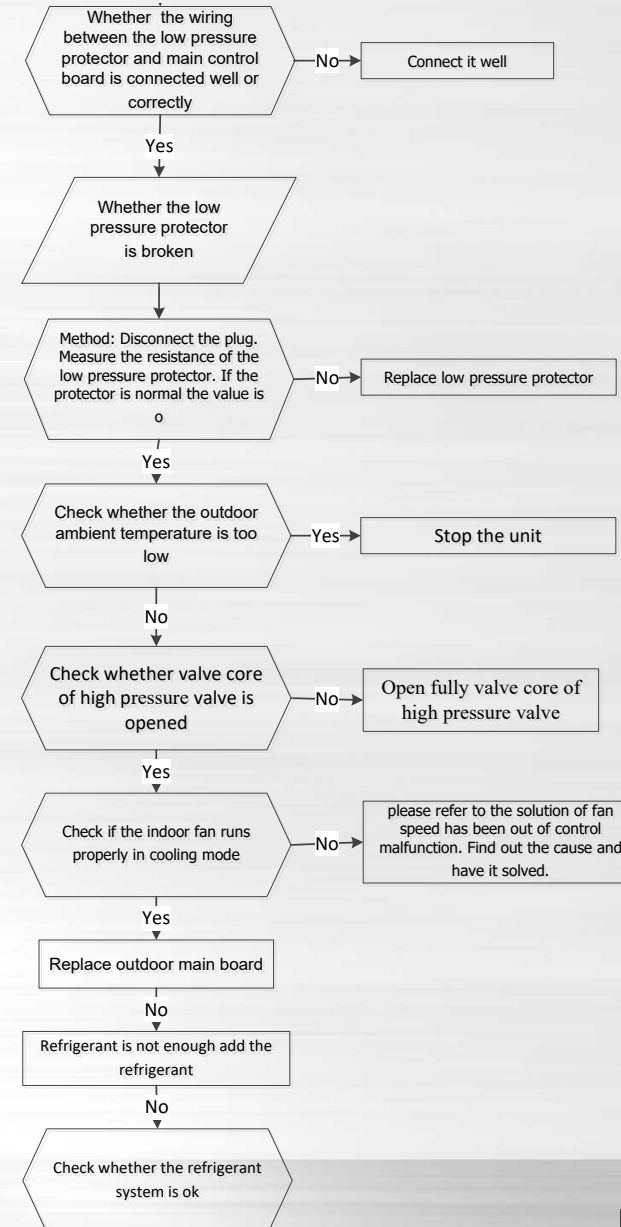 Whether the wiring
between the low pressure
protector and main control
board is connected well or
correctly
No
Connect it well
Yes
Whether the low
pressure protector
is broken
Method: Disconnect the plug.
Measure the resistance of the
low pressure protector. If the
protector is normal the value is
o
No
Replace low pressure protector
Yes
Check whether the outdoor
ambient temperature is too
low
Yes
Stop the unit
No
Check whether valve core
of high pressure valve is
opened
No
Open fully valve core of
high pressure valve
Yes
Check if the indoor fan runs
properly in cooling mode
No
please refer to the solution of fan
speed has been out of control
malfunction. Find out the cause and
have it solved.
Yes
Replace outdoor main board
No
Refrigerant is not enough add the
refrigerant
No
Check whether the refrigerant
system is ok